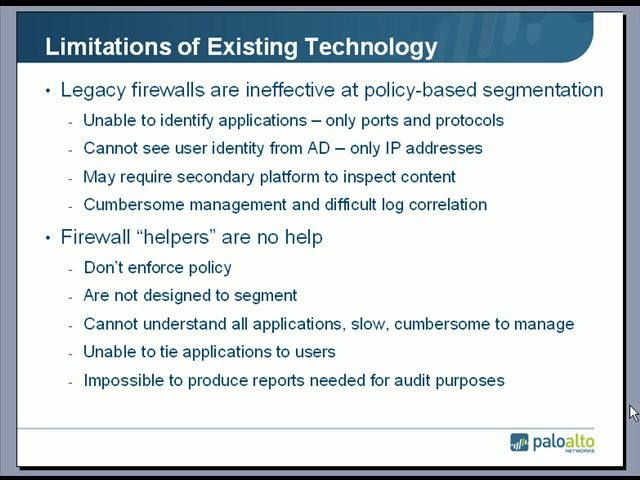 Limitations of Existing Technology
• Legacy firewalls are ineffective at policy-based segmentation
- Unable to identify applications – only ports and protocols
- Cannot see user identity from AD – only IP addresses
- May require secondary platform to inspect content
- Cumbersome management and difficult log correlation
• Firewall “helpers” are no help
- Don’t enforce policy
- Are not designed to segment
- Cannot understand all applications, slow, cumbersome to manage
- Unable to tie applications to users
- Impossible to produce reports needed for audit purposes
paloalto
NETWORKS